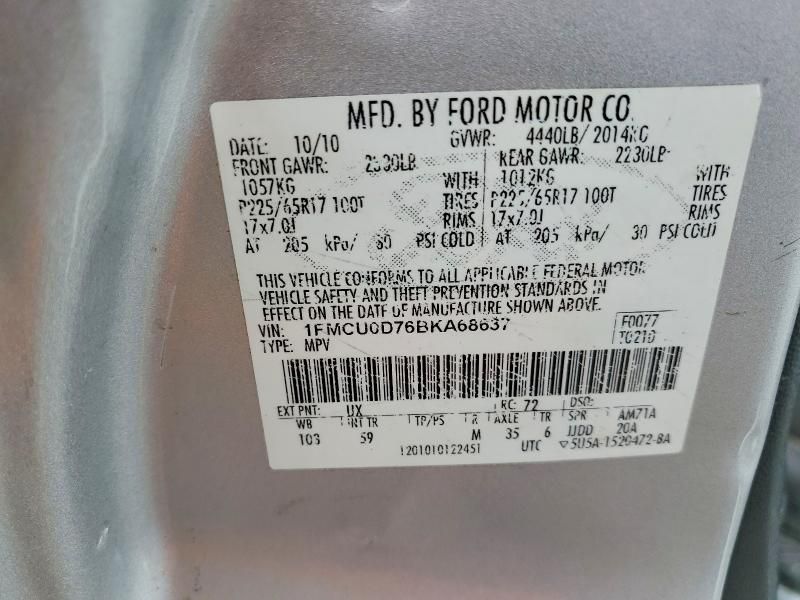 MFD. BY FORD MOTOR CO.
DATE: 10/10 GVWR: 4440LB/ 2014KG
FRONT GAWR: 2330LB REAR GAWR: 2230LB
1057KG WITH 1012KG WITH
P225/65R17 100T TIRES P225/65R17 100T TIRES
17x7.0J RIMS 17x7.0J RIMS
AT 205 kPa/ 30 PSI COLD AT 205 kPa/ 30 PSI COLD
THIS VEHICLE CONFORMS TO ALL APPLICABLE FEDERAL MOTOR
VEHICLE SAFETY AND THEFT PREVENTION STANDARDS IN
EFFECT ON THE DATE OF MANUFACTURE SHOWN ABOVE.
VIN: 1FMCU0D76BKA68637 F0077
TYPE: MPV T0210
EXT PNT: UX RC: 72 DSO:
WB BRT TR TP/PS R AXLE TR SPR AM71A
103 59 M 35 6 JJDD 20A
1201010122451 UTC ▽5U5A-1520472-BA